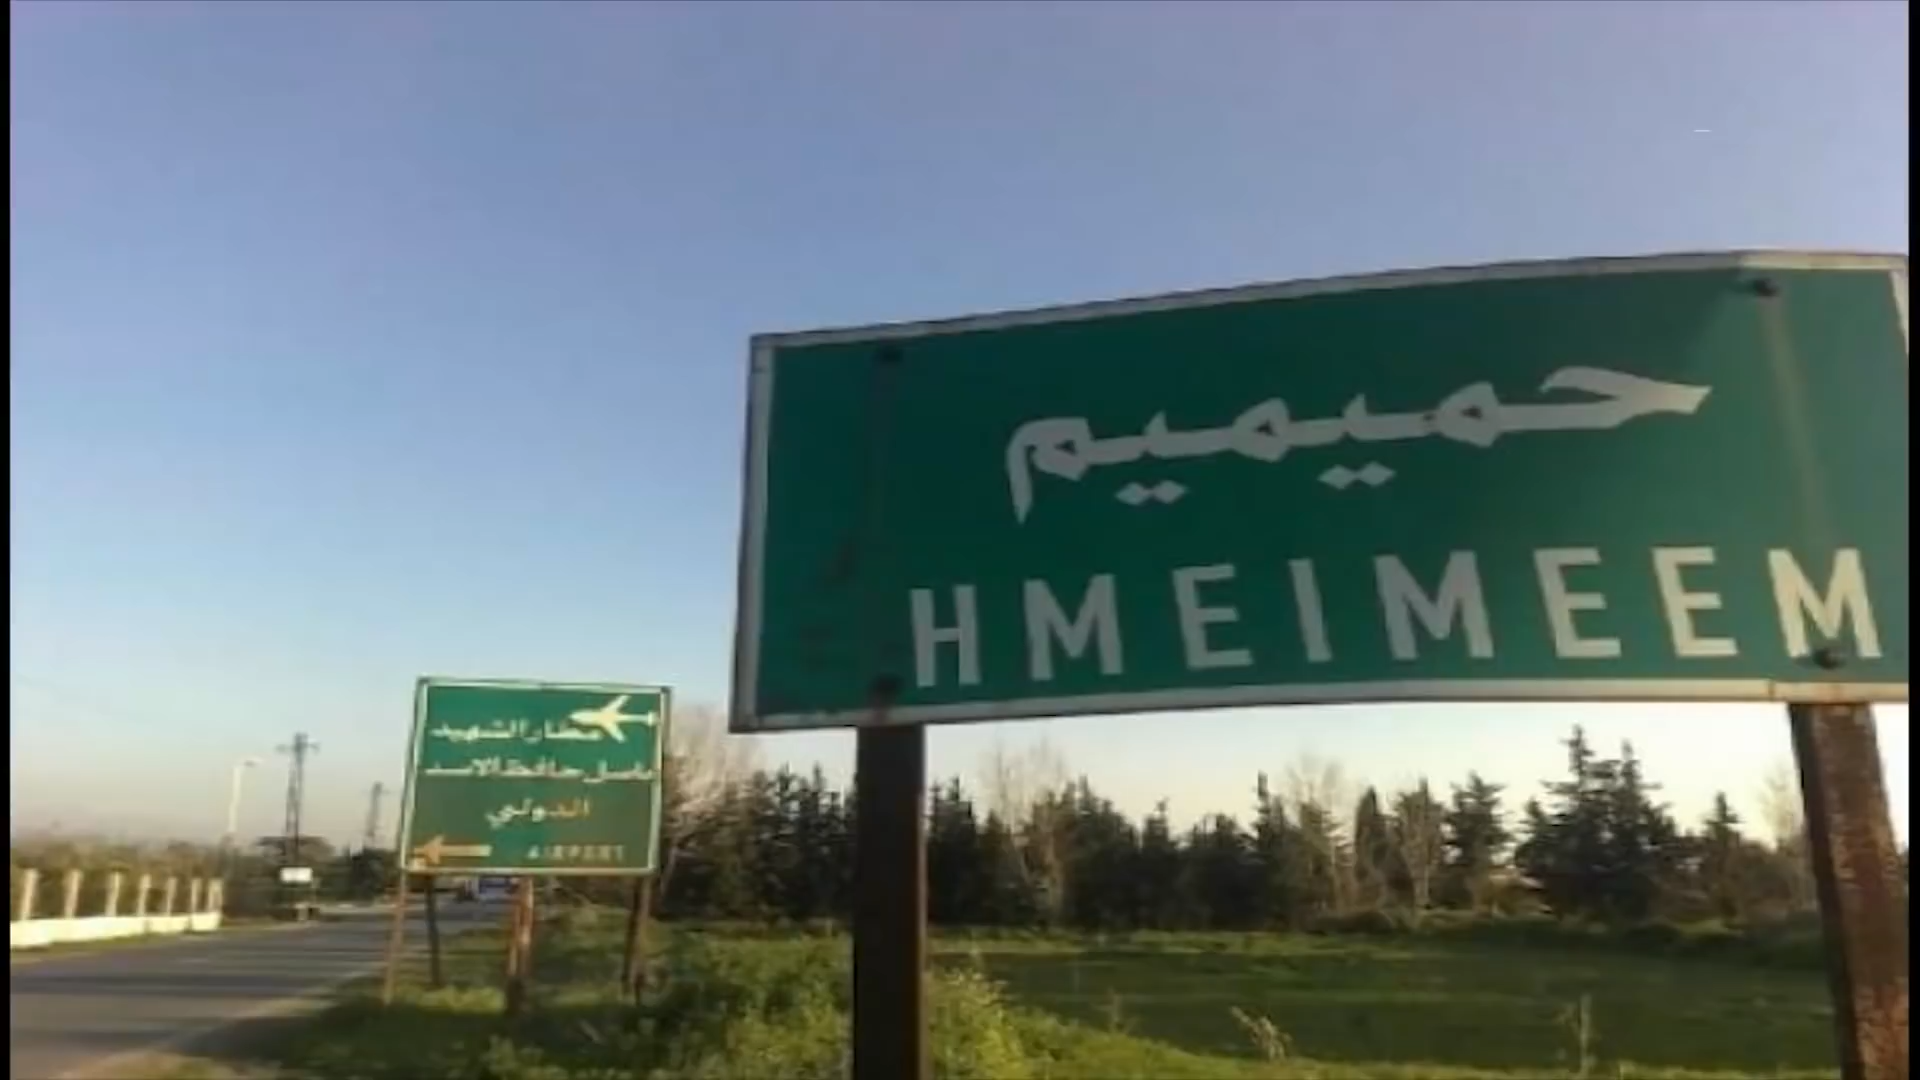 حميميم
HMEIMEEM
مطار الشهيد
باسل حافظ الاسد
الدولي
AIRPORT